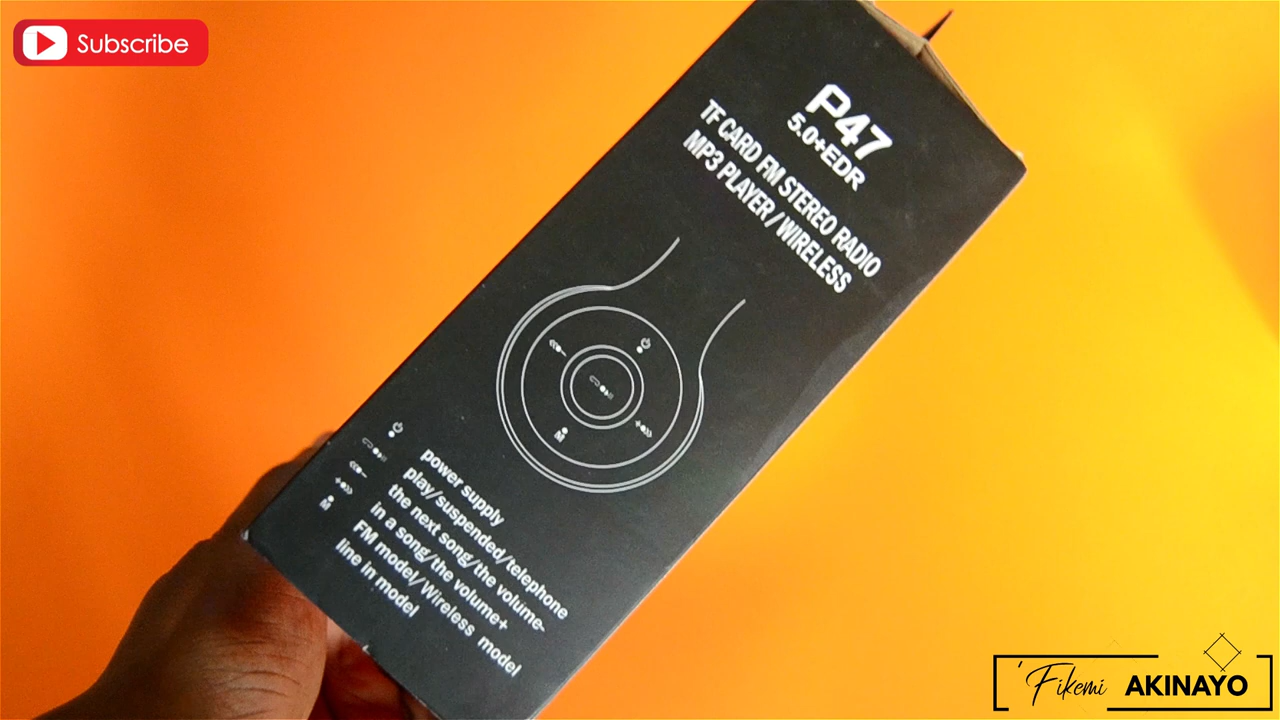 Subscribe
P47
5.0+EDR
TF CARD FM STEREO RADIO
MP3 PLAYER / WIRELESS
M
power supply
play/suspended/telephone
the next song/the volume-
in a song/the volume+
M
FM model/Wireless model
line in model
'Fikemi AKINAYO